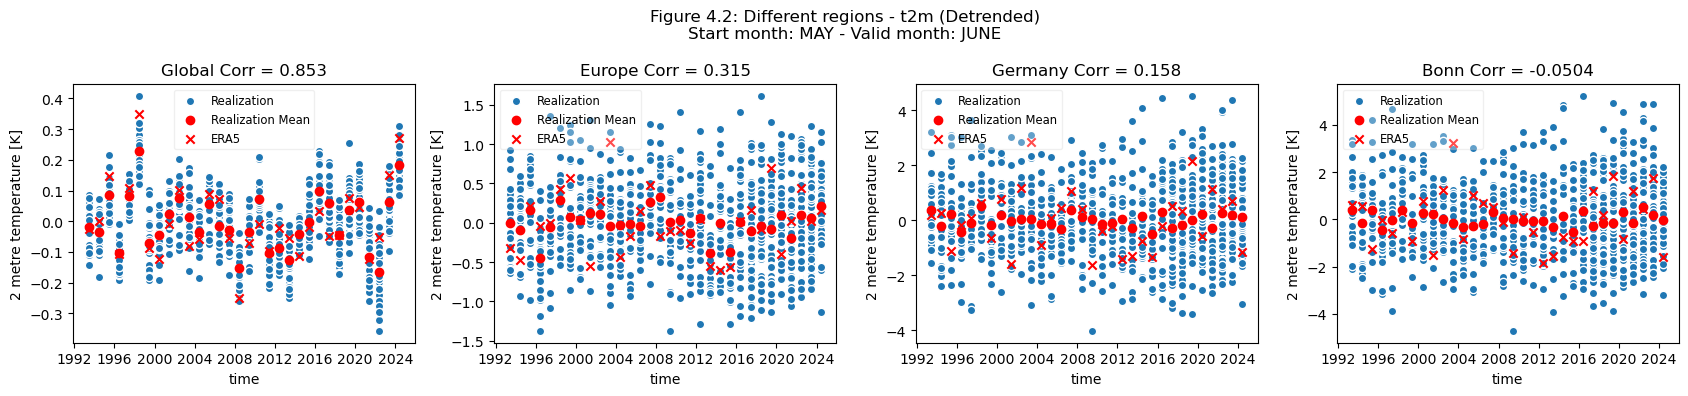 Figure 4.2: Different regions - t2m (Detrended)
Start month: MAY - Valid month: JUNE
Global Corr = 0.853
2 metre temperature [K]
0.4
0.3
0.2
0.1
0.0
−0.1
−0.2
−0.3
Realization
Realization Mean
ERA5
1992 1996 2000 2004 2008 2012 2016 2020 2024
time
Europe Corr = 0.315
2 metre temperature [K]
1.5
1.0
0.5
0.0
−0.5
−1.0
−1.5
Realization
Realization Mean
ERA5
1992 1996 2000 2004 2008 2012 2016 2020 2024
time
Germany Corr = 0.158
2 metre temperature [K]
4
2
0
−2
−4
Realization
Realization Mean
ERA5
1992 1996 2000 2004 2008 2012 2016 2020 2024
time
Bonn Corr = -0.0504
2 metre temperature [K]
4
2
0
−2
−4
Realization
Realization Mean
ERA5
1992 1996 2000 2004 2008 2012 2016 2020 2024
time